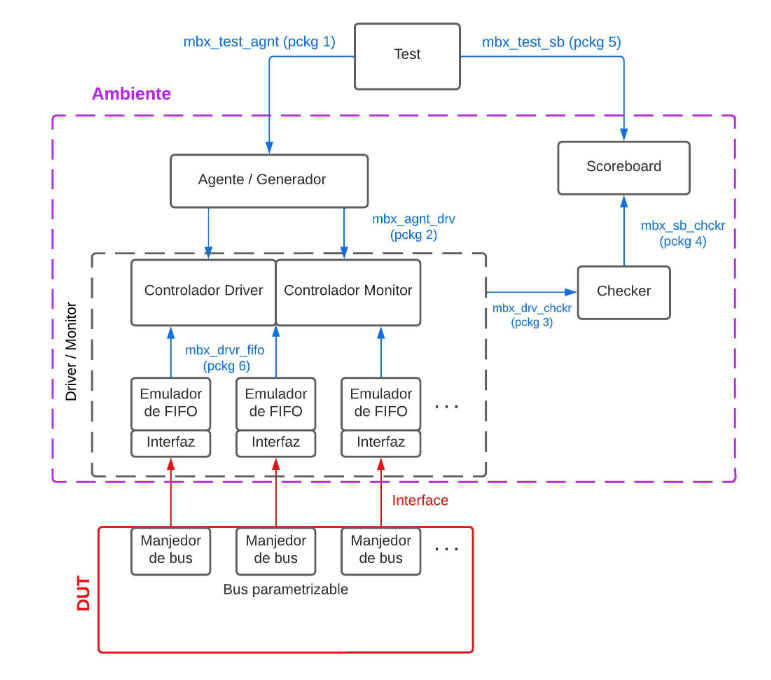 mbx_test_agnt (pckg 1)
mbx_test_sb (pckg 5)
Test
Ambiente
Agente / Generador
Scoreboard
mbx_agnt_drv
(pckg 2)
mbx_sb_chckr
(pckg 4)
Controlador Driver
Controlador Monitor
Checker
mbx_drv_chckr
(pckg 3)
Driver / Monitor
mbx_drvr_fifo
(pckg 6)
Emulador
de FIFO
Emulador
de FIFO
Emulador
de FIFO
...
Interfaz
Interfaz
Interfaz
Interface
Manjedor
de bus
Manjedor
de bus
Manjedor
de bus
...
DUT
Bus parametrizable